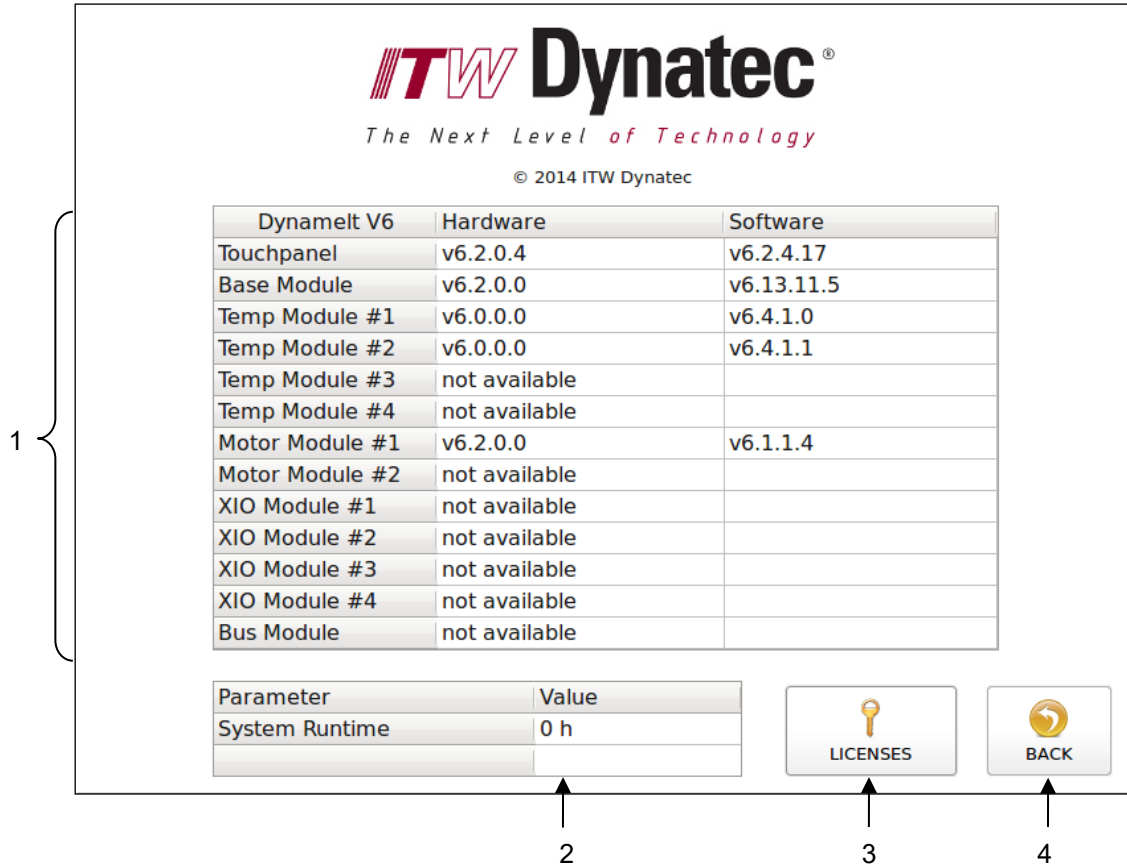 ITW Dynatec®
The Next Level of Technology
© 2014 ITW Dynatec
Dynamelt V6 Hardware Software
Touchpanel v6.2.0.4 v6.2.4.17
Base Module v6.2.0.0 v6.13.11.5
Temp Module #1 v6.0.0.0 v6.4.1.0
Temp Module #2 v6.0.0.0 v6.4.1.1
Temp Module #3 not available
Temp Module #4 not available
1
Motor Module #1 v6.2.0.0 v6.1.1.4
Motor Module #2 not available
XIO Module #1 not available
XIO Module #2 not available
XIO Module #3 not available
XIO Module #4 not available
Bus Module not available
Parameter Value
System Runtime 0 h
LICENSES BACK
2 3 4